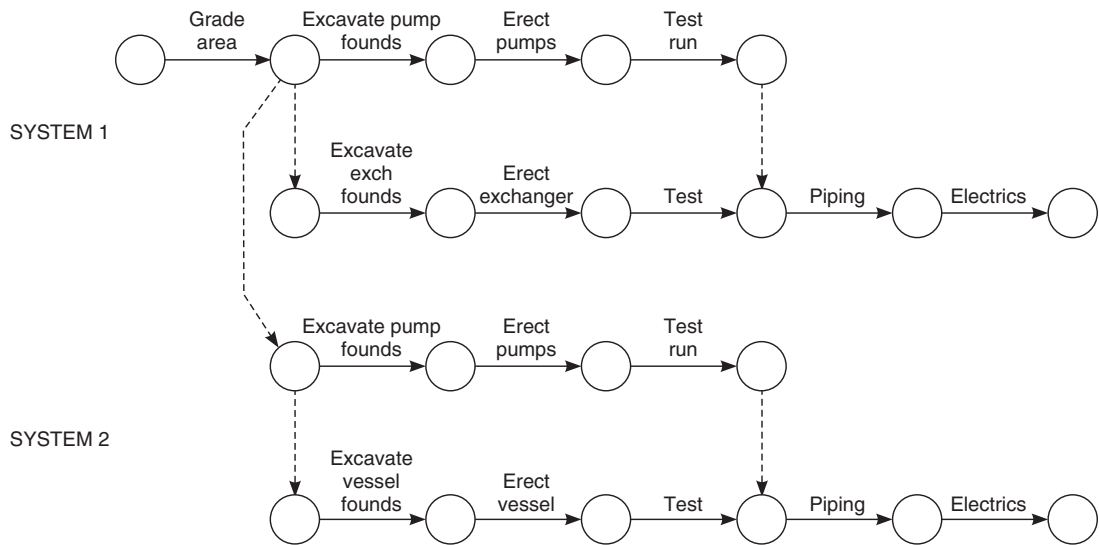 Grade
area
Excavate pump
founds
Erect
pumps
Test
run
SYSTEM 1
Excavate
exch
founds
Erect
exchanger
Test
Piping
Electrics
Excavate pump
founds
Erect
pumps
Test
run
SYSTEM 2
Excavate
vessel
founds
Erect
vessel
Test
Piping
Electrics